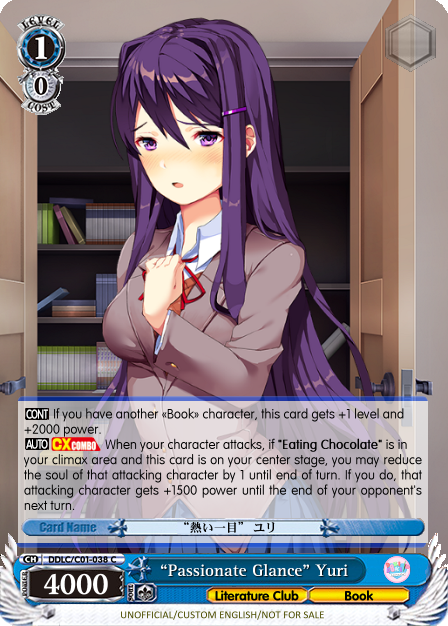 LEVEL
1
0
COST
CONT If you have another «Book» character, this card gets +1 level and
+2000 power.
AUTO CXCOMBO When your character attacks, if "Eating Chocolate" is in
your climax area and this card is on your center stage, you may reduce
the soul of that attacking character by 1 until end of turn. If you do, that
attacking character gets +1500 power until the end of your opponent's
next turn.
Card Name
“熱い一目” ユリ
CH DDLC/C01-038 C
POWER 4000 SOUL
“Passionate Glance” Yuri
Literature Club Book
UNOFFICIAL/CUSTOM ENGLISH/NOT FOR SALE